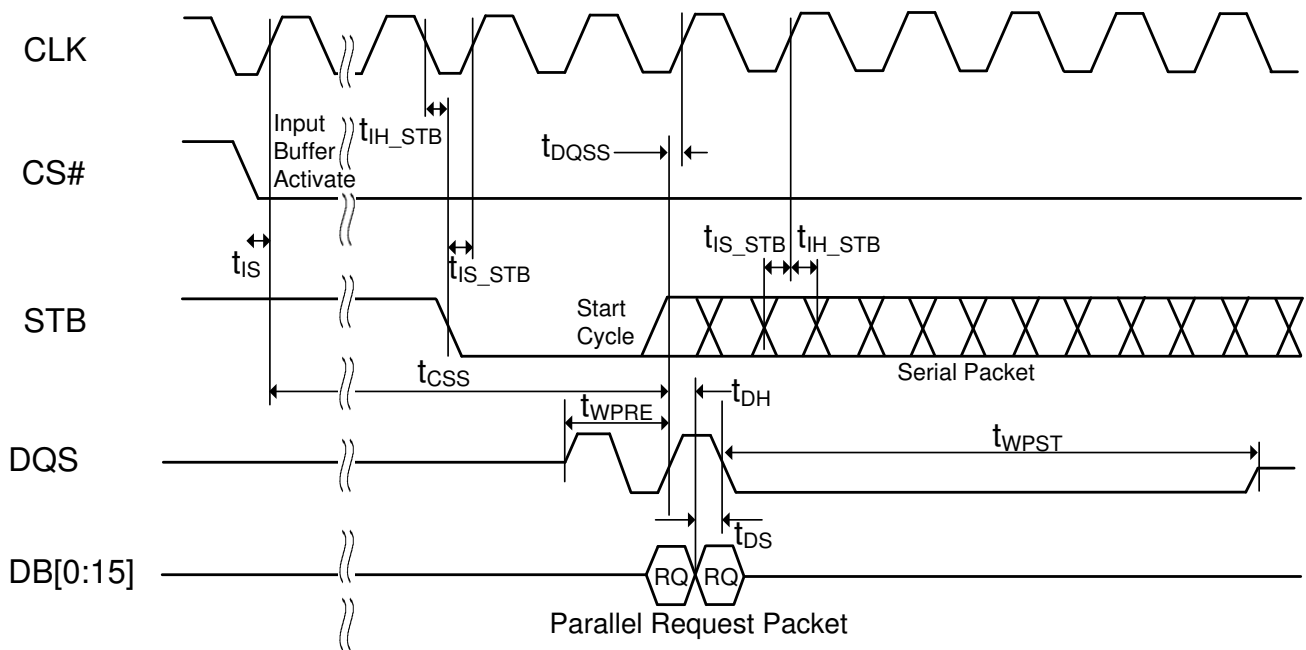 CLK
Input
Buffer
Activate
tIH_STB
tDQSS
CS#
tIS
tIS_STB
tIS_STB
tIH_STB
STB
Start
Cycle
Serial Packet
tCSS
tDH
tWPRE
tWPST
DQS
tDS
DB[0:15]
RQ
RQ
Parallel Request Packet